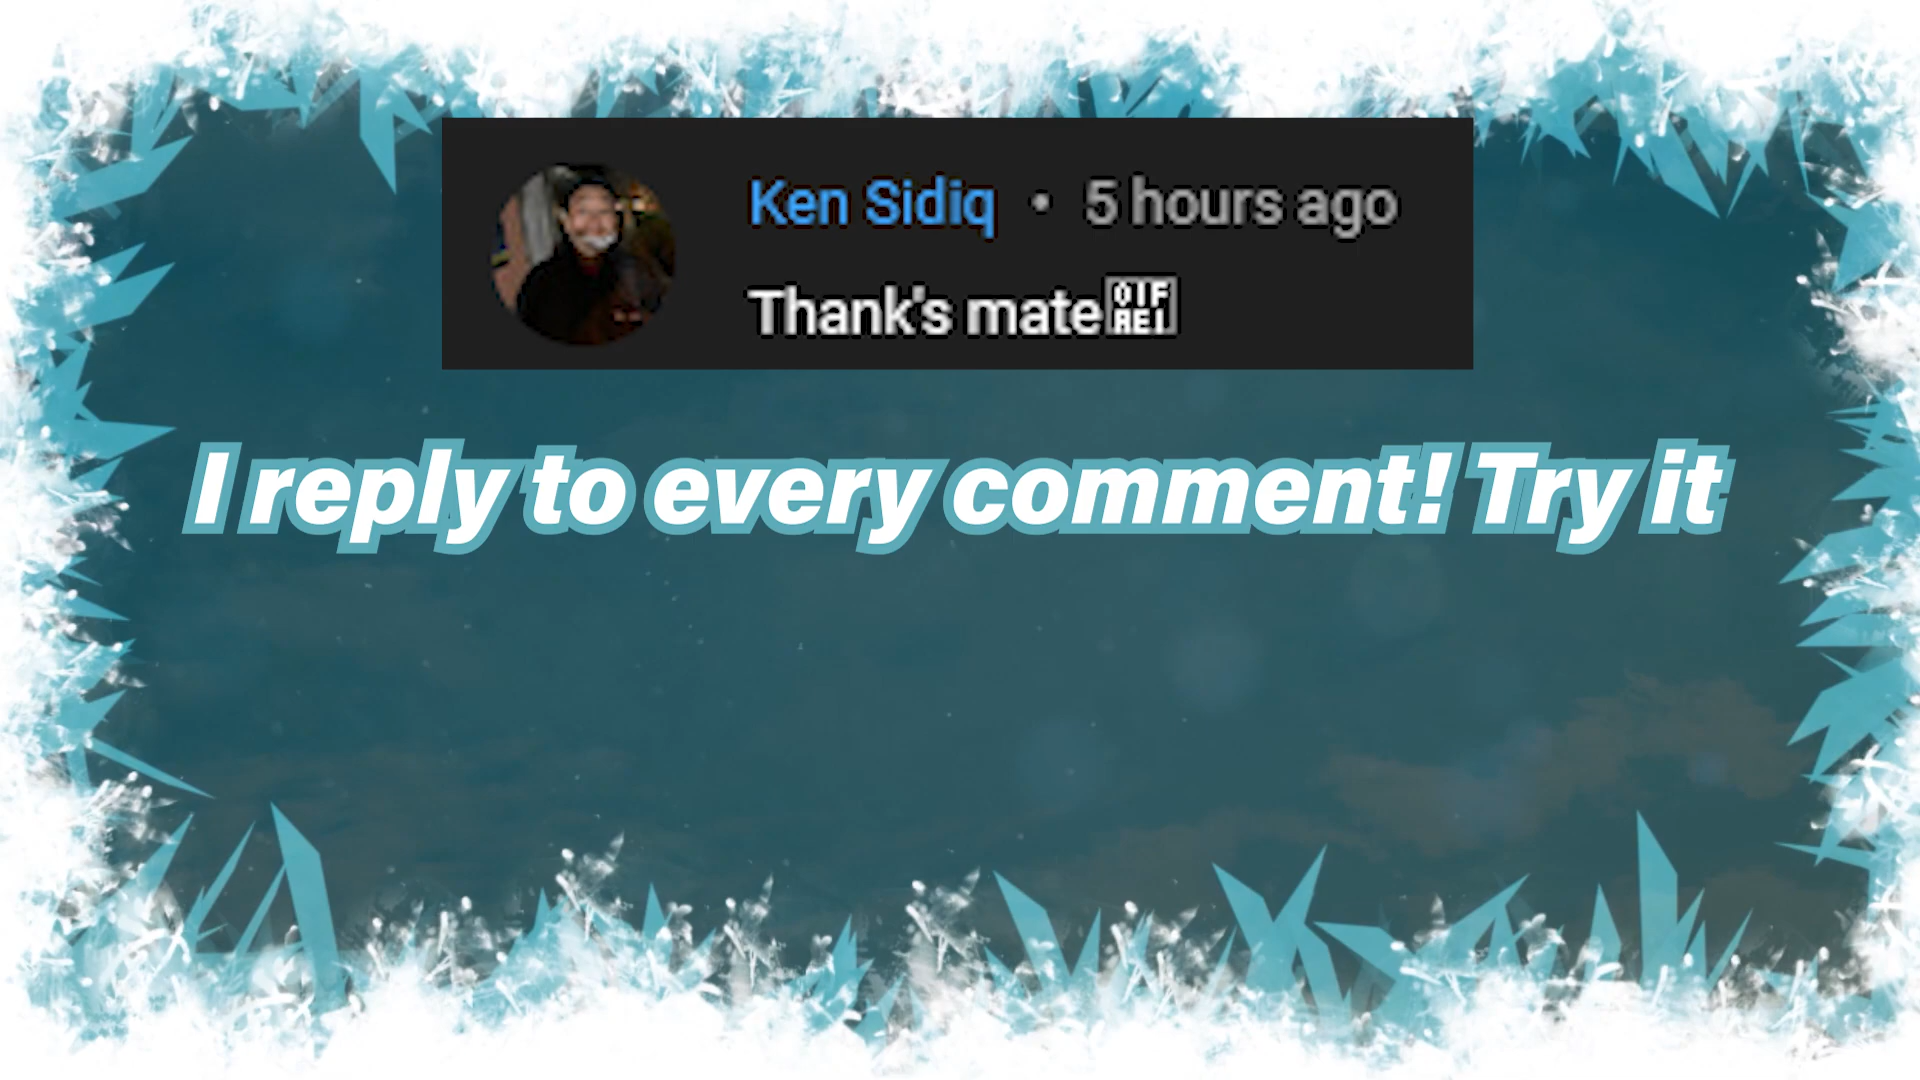 Ken Sidiq • 5 hours ago
Thank's mate
I reply to every comment! Try it